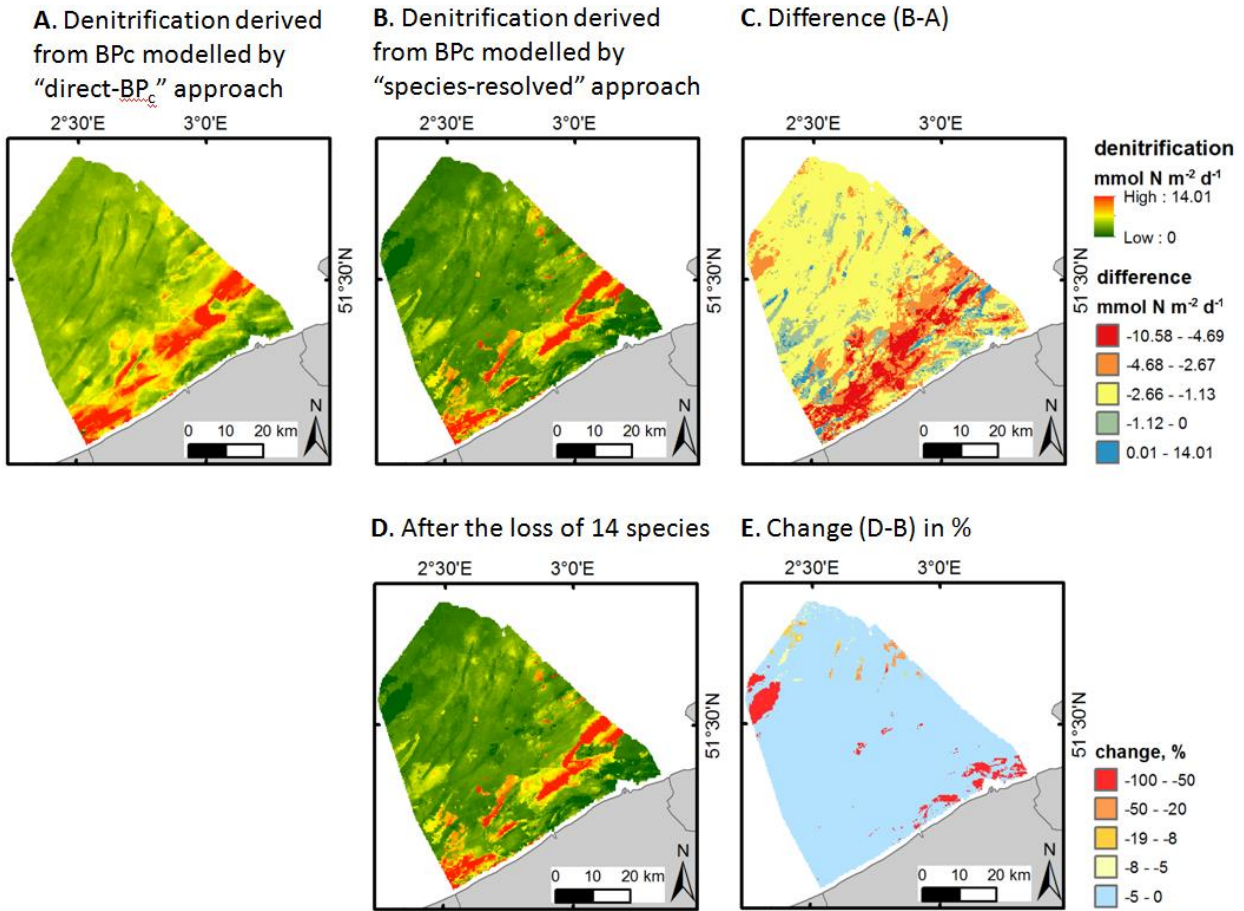 A. Denitrification derived
from BPc modelled by
“direct-BPc” approach
B. Denitrification derived
from BPc modelled by
“species-resolved” approach
C. Difference (B-A)
2°30'E 3°0'E
2°30'E 3°0'E
2°30'E 3°0'E
51°30'N
N
0 10 20 km
N
0 10 20 km
N
0 10 20 km
denitrification
mmol N m-2 d-1
High : 14.01
Low : 0
difference
mmol N m-2 d-1
-10.58 - -4.69
-4.68 - -2.67
-2.66 - -1.13
-1.12 - 0
0.01 - 14.01
D. After the loss of 14 species
E. Change (D-B) in %
2°30'E 3°0'E
2°30'E 3°0'E
51°30'N
N
0 10 20 km
N
0 10 20 km
change, %
-100 - -50
-50 - -20
-19 - -8
-8 - -5
-5 - 0